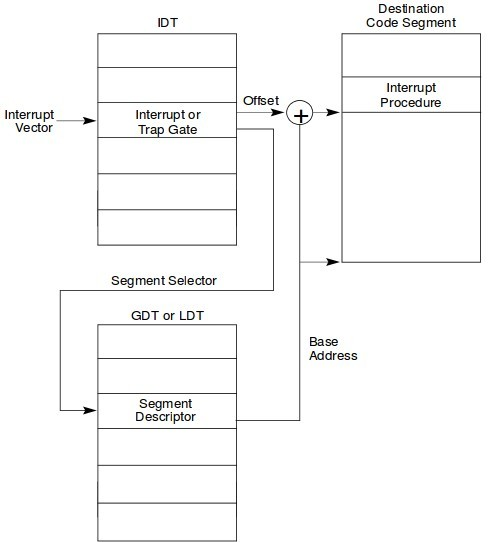 IDT
Destination
Code Segment
Interrupt
Vector
Interrupt or
Trap Gate
Offset
+
Interrupt
Procedure
Segment Selector
GDT or LDT
Base
Address
Segment
Descriptor